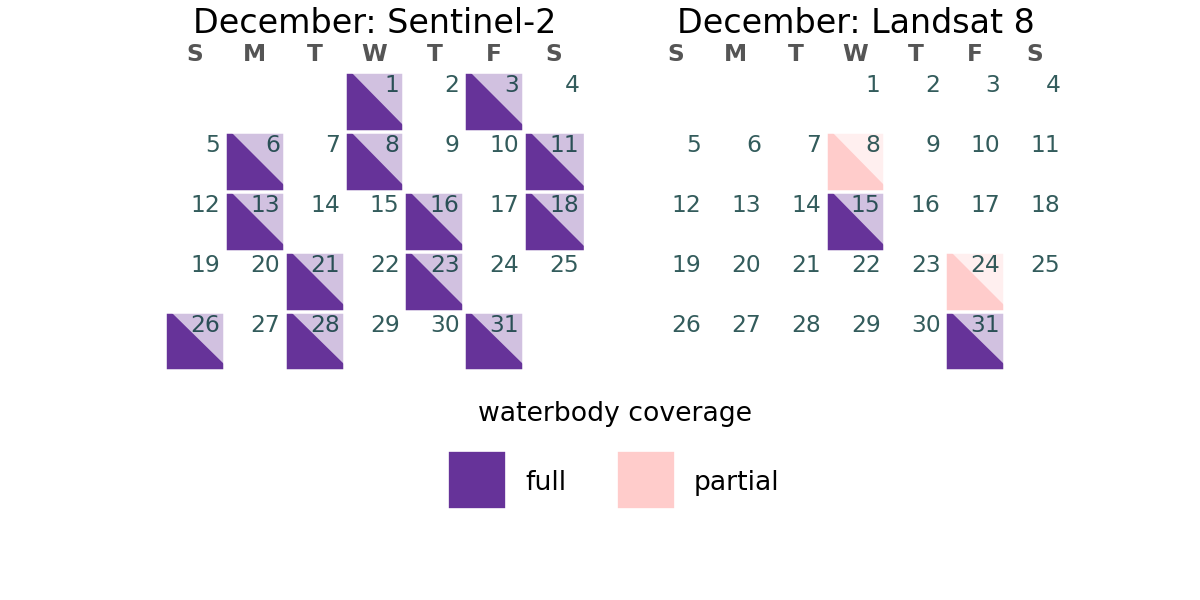 December: Sentinel-2
S M T W T F S
1 2 3 4
5 6 7 8 9 10 11
12 13 14 15 16 17 18
19 20 21 22 23 24 25
26 27 28 29 30 31
December: Landsat 8
S M T W T F S
1 2 3 4
5 6 7 8 9 10 11
12 13 14 15 16 17 18
19 20 21 22 23 24 25
26 27 28 29 30 31
waterbody coverage
full partial